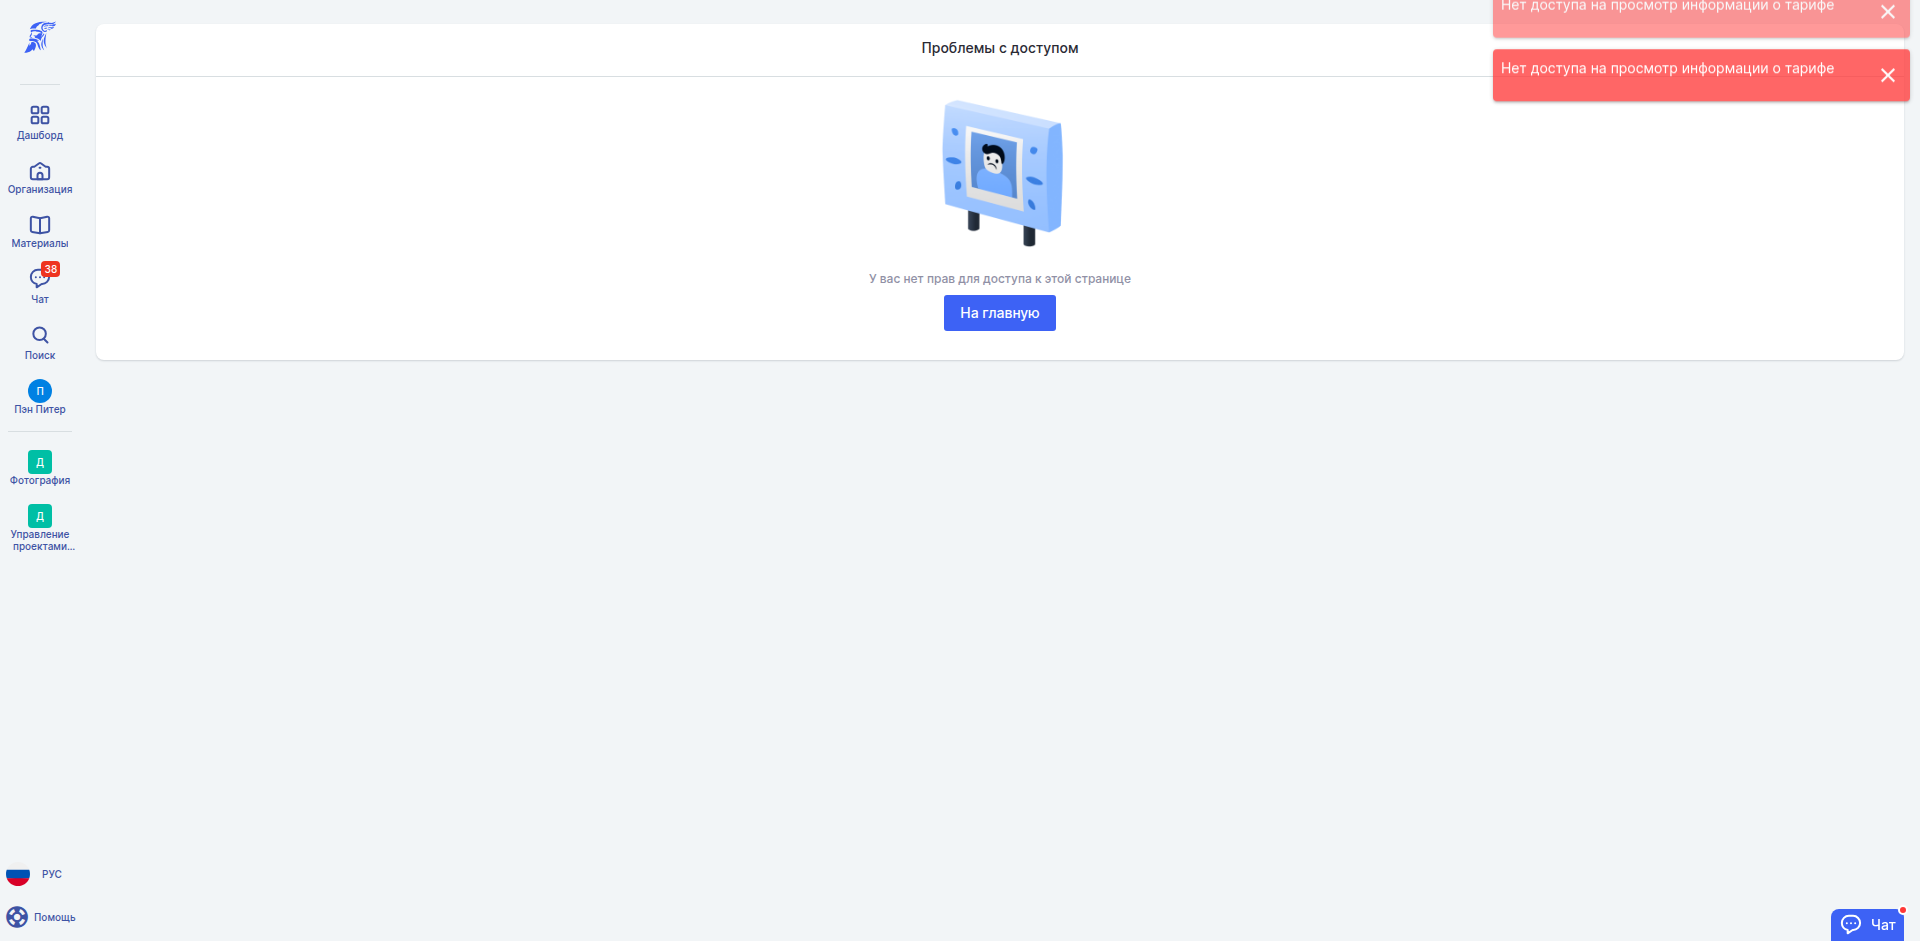 Нет доступа на просмотр информации о тарифе
Проблемы с доступом
Нет доступа на просмотр информации о тарифе
Дашборд
Организация
Материалы
38
Чат
Поиск
П
Пэн Питер
Д
Фотография
Д
Управление
проектами...
У вас нет прав для доступа к этой странице
На главную
РУС
Помощь
Чат